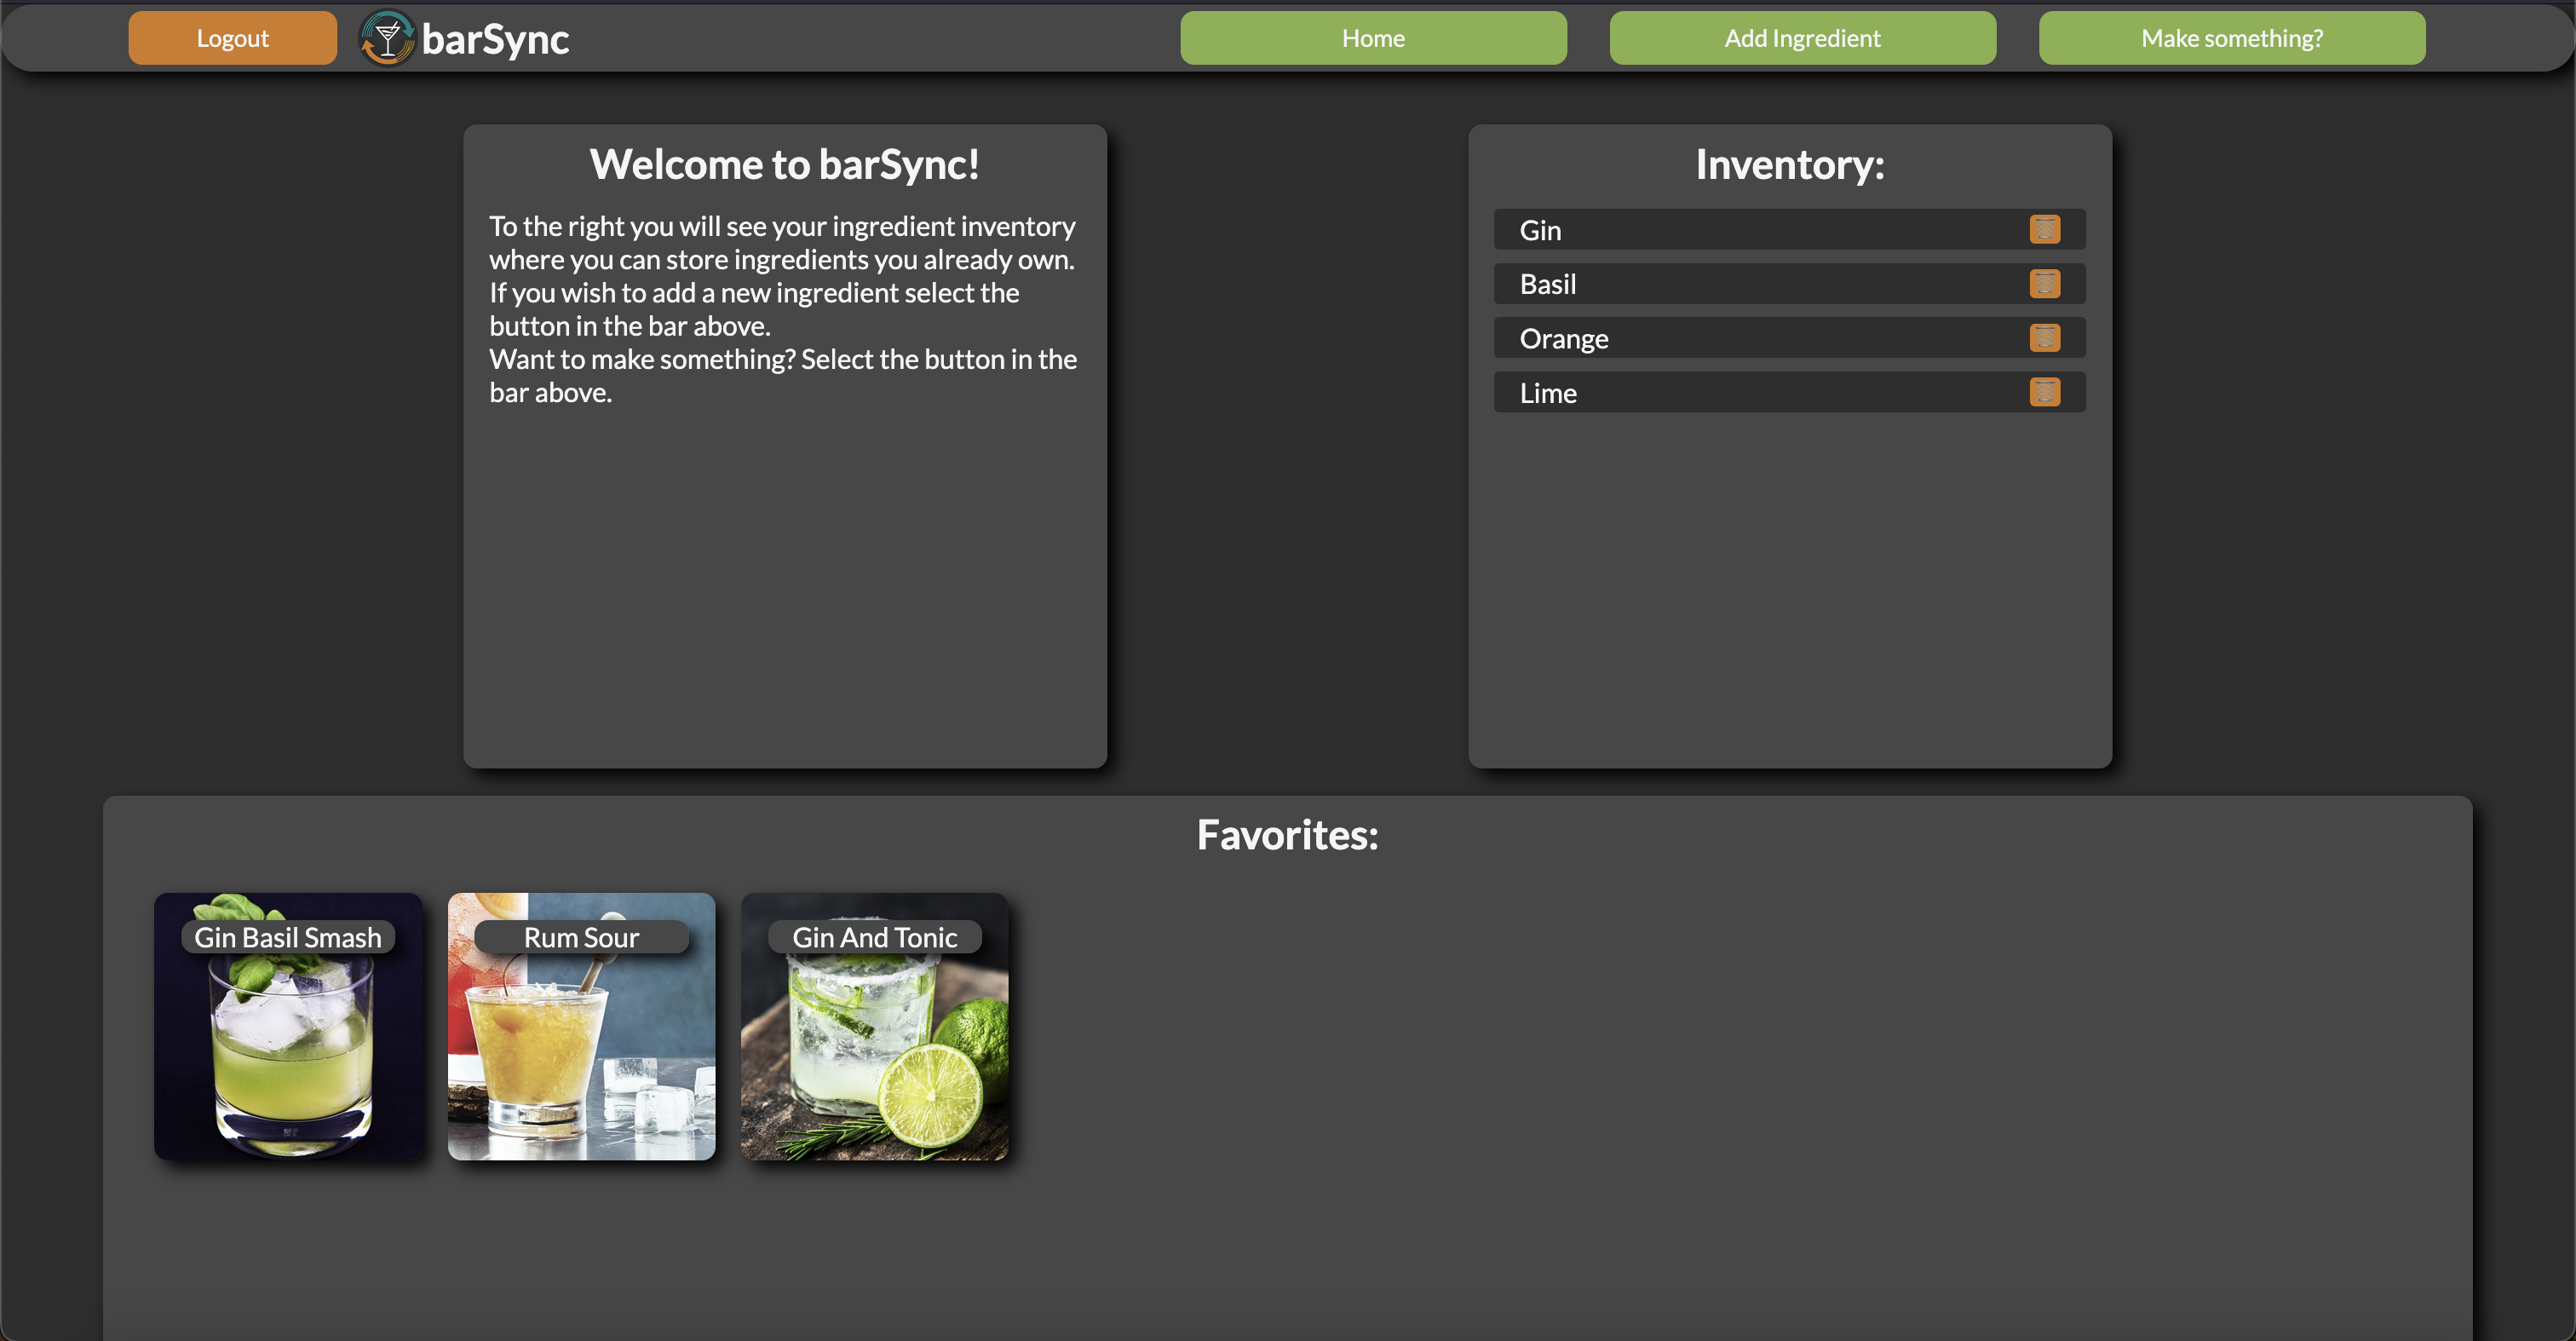 Logout
barSync
Home
Add Ingredient
Make something?
Welcome to barSync!
To the right you will see your ingredient inventory
where you can store ingredients you already own.
If you wish to add a new ingredient select the
button in the bar above.
Want to make something? Select the button in the
bar above.
Inventory:
Gin
Basil
Orange
Lime
Favorites:
Gin Basil Smash
Rum Sour
Gin And Tonic